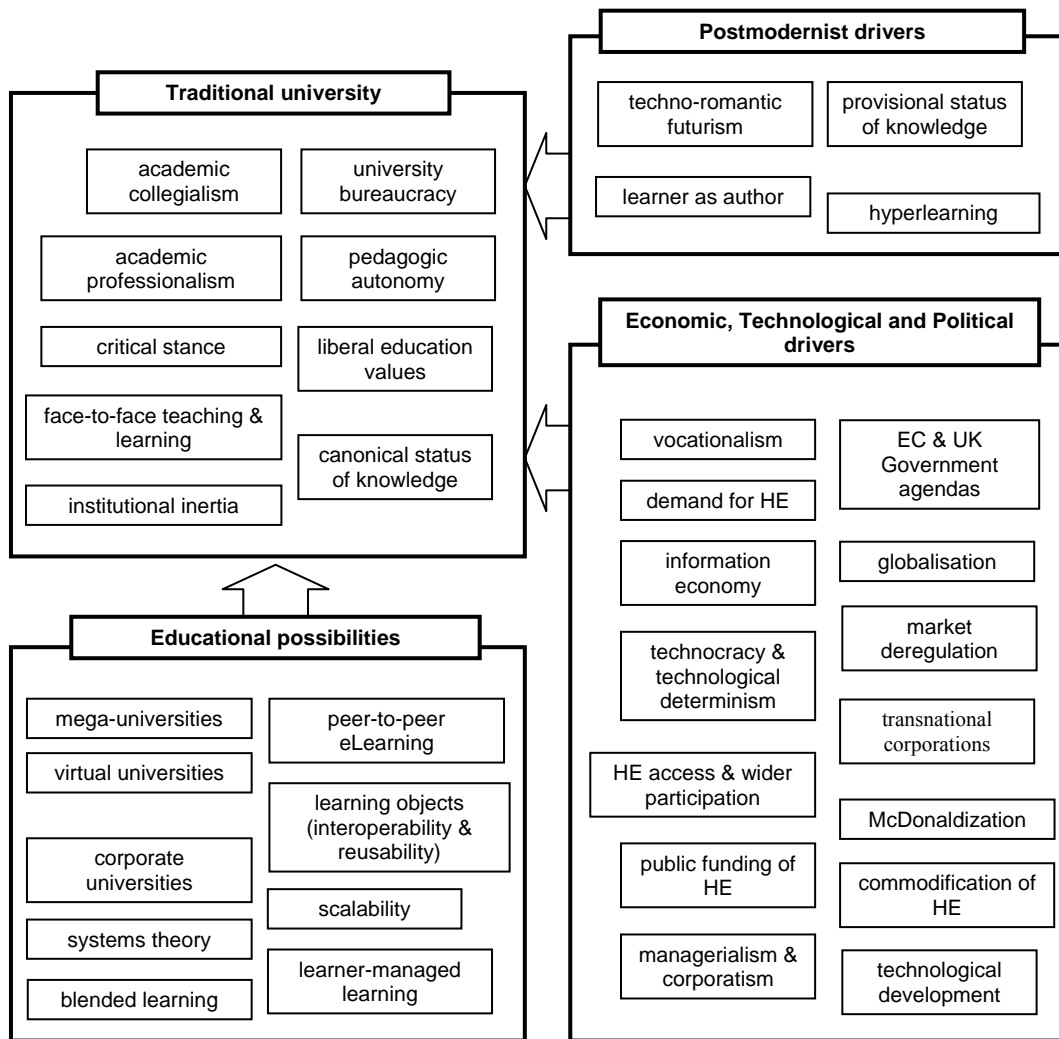 Postmodernist drivers
techno-romantic
futurism
provisional status
of knowledge
learner as author
hyperlearning
Traditional university
academic
collegialism
university
bureaucracy
academic
professionalism
pedagogic
autonomy
critical stance
liberal education
values
face-to-face teaching &
learning
canonical status
of knowledge
institutional inertia
Economic, Technological and Political
drivers
vocationalism
EC & UK
Government
agendas
demand for HE
information
economy
globalisation
technocracy &
technological
determinism
market
deregulation
transnational
corporations
HE access & wider
participation
McDonaldization
public funding of
HE
commodification of
HE
managerialism &
corporatism
technological
development
Educational possibilities
mega-universities
peer-to-peer
eLearning
virtual universities
learning objects
(interoperability &
reusability)
corporate
universities
scalability
systems theory
learner-managed
learning
blended learning